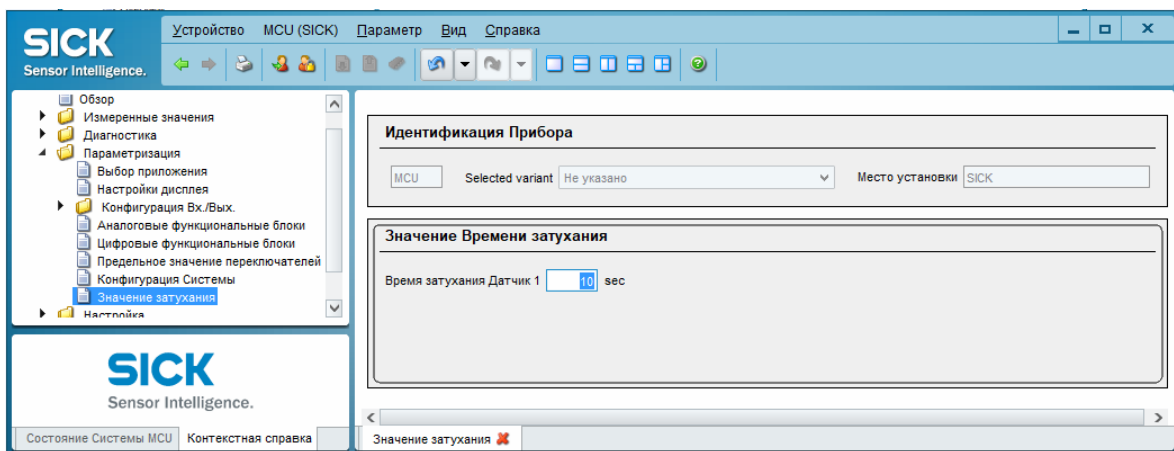 SICK
Sensor Intelligence.
Устройство MCU (SICK) Параметр Вид Справка
Обзор
Измеренные значения
Диагностика
Параметризация
Выбор приложения
Настройки дисплея
Конфигурация Вх./Вых.
Аналоговые функциональные блоки
Цифровые функциональные блоки
Предельное значение переключателей
Конфигурация Системы
Значение затухания
Настройка
SICK
Sensor Intelligence.
Состояние Системы MCU Контекстная справка
Идентификация Прибора
MCU Selected variant Не указано Место установки SICK
Значение Времени затухания
Время затухания Датчик 1 10 sec
Значение затухания